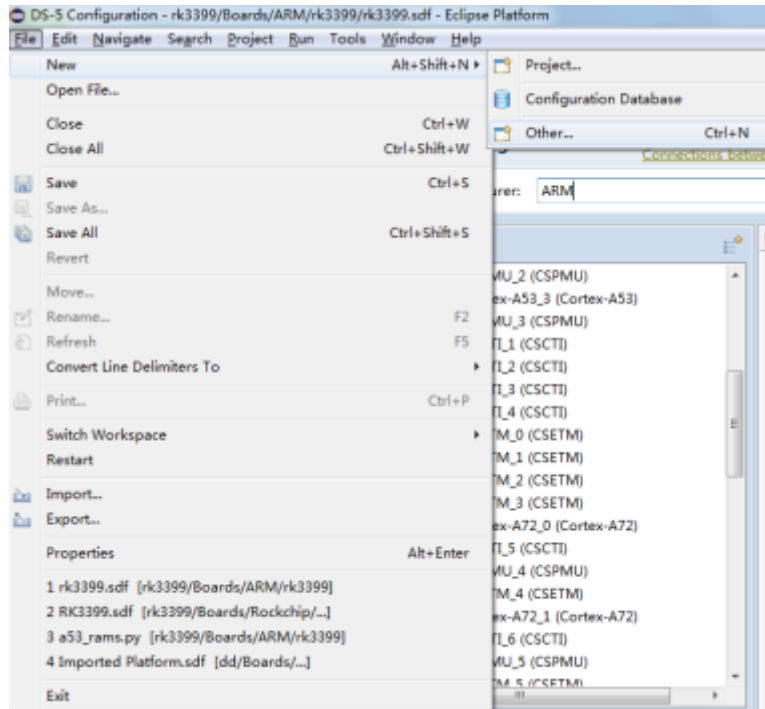 DS-5 Configuration - rk3399/Boards/ARM/rk3399/rk3399.sdf - Eclipse Platform
File Edit Navigate Search Project Run Tools Window Help
New Alt+Shift+N
Open File...
Close Ctrl+W
Close All Ctrl+Shift+W
Save Ctrl+S
Save As...
Save All Ctrl+Shift+S
Revert
Move...
Rename... F2
Refresh F5
Convert Line Delimiters To
Print... Ctrl+P
Switch Workspace
Restart
Import...
Export...
Properties Alt+Enter
1 rk3399.sdf [rk3399/Boards/ARM/rk3399]
2 RK3399.sdf [rk3399/Boards/Rockchip/...]
3 a53_rams.py [rk3399/Boards/ARM/rk3399]
4 Imported Platform.sdf [dd/Boards/...]
Exit
Project...
Configuration Database
Other... Ctrl+N
Connections betw
urer: ARM
MU_2 (CSPMU)
ex-A53_3 (Cortex-A53)
MU_3 (CSPMU)
TI_1 (CSCTI)
TI_2 (CSCTI)
TI_3 (CSCTI)
TI_4 (CSCTI)
TM_0 (CSETM)
TM_1 (CSETM)
TM_2 (CSETM)
TM_3 (CSETM)
ex-A72_0 (Cortex-A72)
TI_5 (CSCTI)
MU_4 (CSPMU)
TM_4 (CSETM)
ex-A72_1 (Cortex-A72)
TI_6 (CSCTI)
MU_5 (CSPMU)
TM_5 (CSETM)